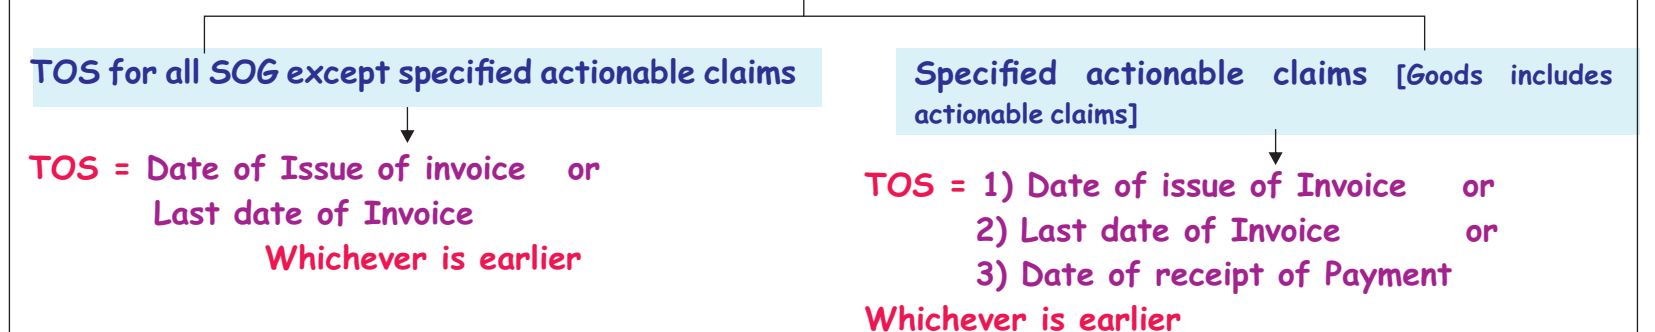 TOS for all SOG except specified actionable claims
TOS = Date of Issue of invoice or
Last date of Invoice
Whichever is earlier
Specified actionable claims [Goods includes
actionable claims]
TOS = 1) Date of issue of Invoice or
2) Last date of Invoice or
3) Date of receipt of Payment
Whichever is earlier